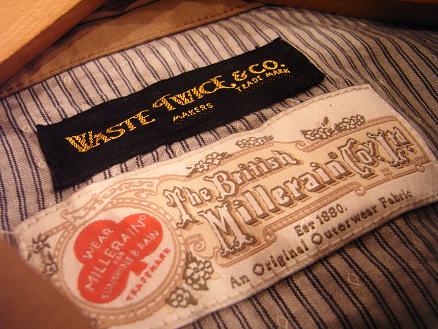 WASTE TWICE & CO.
MAKERS TRADE MARK
The British
Millerain Co. Ltd
EST 1880.
An Original Outerwear Fabric
WEAR
MILLERAIN
FOR
SUNSHINE & RAIN
TRADEMARK